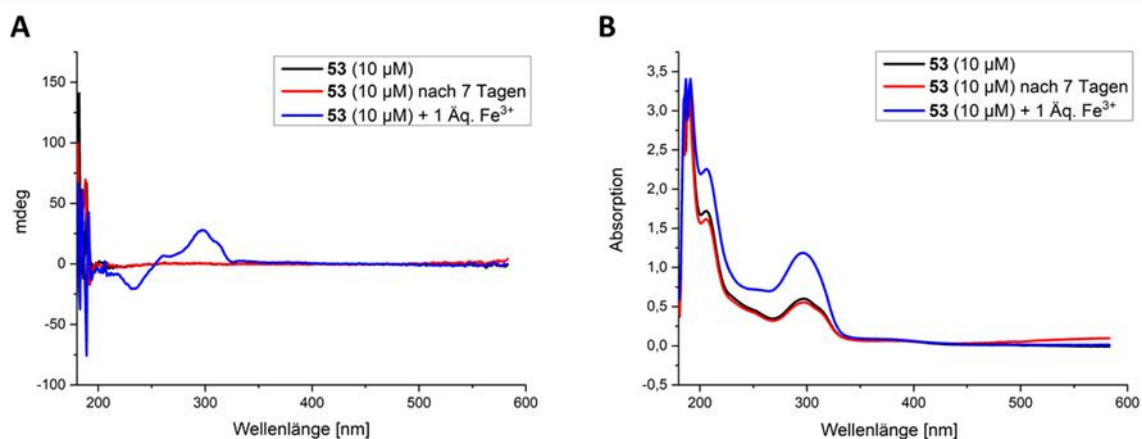 A
53 (10 µM)
53 (10 µM) nach 7 Tagen
53 (10 µM) + 1 Äq. Fe³⁺
mdeg
150
100
50
0
-50
-100
200
300
400
500
600
Wellenlänge [nm]
B
53 (10 µM)
53 (10 µM) nach 7 Tagen
53 (10 µM) + 1 Äq. Fe³⁺
Absorption
3,5
3,0
2,5
2,0
1,5
1,0
0,5
0,0
-0,5
200
300
400
500
600
Wellenlänge [nm]